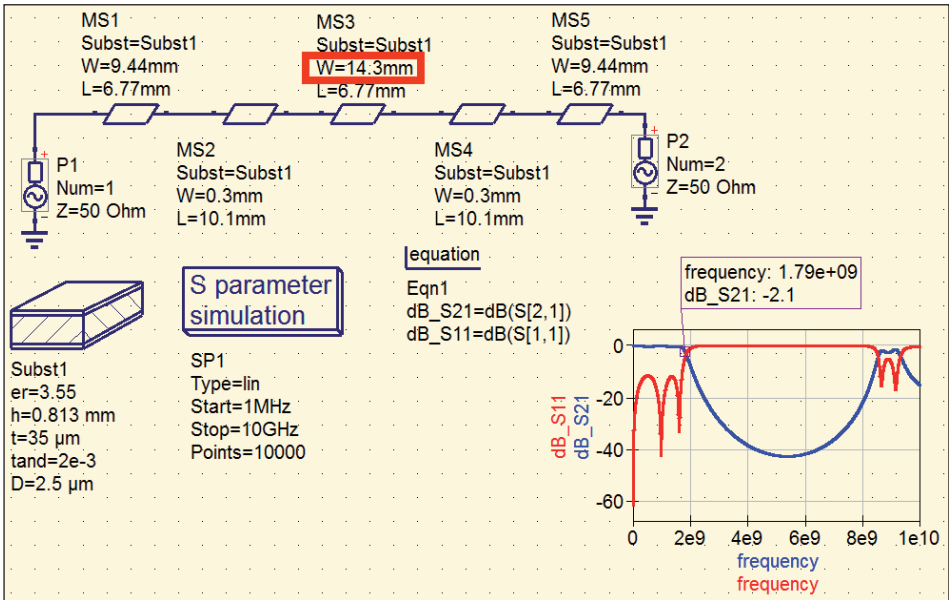 MS1
Subst=Subst1
W=9.44mm
L=6.77mm
MS3
Subst=Subst1
W=14.3mm
L=6.77mm
MS5
Subst=Subst1
W=9.44mm
L=6.77mm
P1
Num=1
Z=50 Ohm
MS2
Subst=Subst1
W=0.3mm
L=10.1mm
MS4
Subst=Subst1
W=0.3mm
L=10.1mm
P2
Num=2
Z=50 Ohm
Subst1
er=3.55
h=0.813 mm
t=35 µm
tand=2e-3
D=2.5 µm
S parameter
simulation
SP1
Type=lin
Start=1MHz
Stop=10GHz
Points=10000
equation
Eqn1
dB_S21=dB(S[2,1])
dB_S11=dB(S[1,1])
frequency: 1.79e+09
dB_S21: -2.1
dB_S11
dB_S21
0
-20
-40
-60
0 2e9 4e9 6e9 8e9 1e10
frequency
frequency